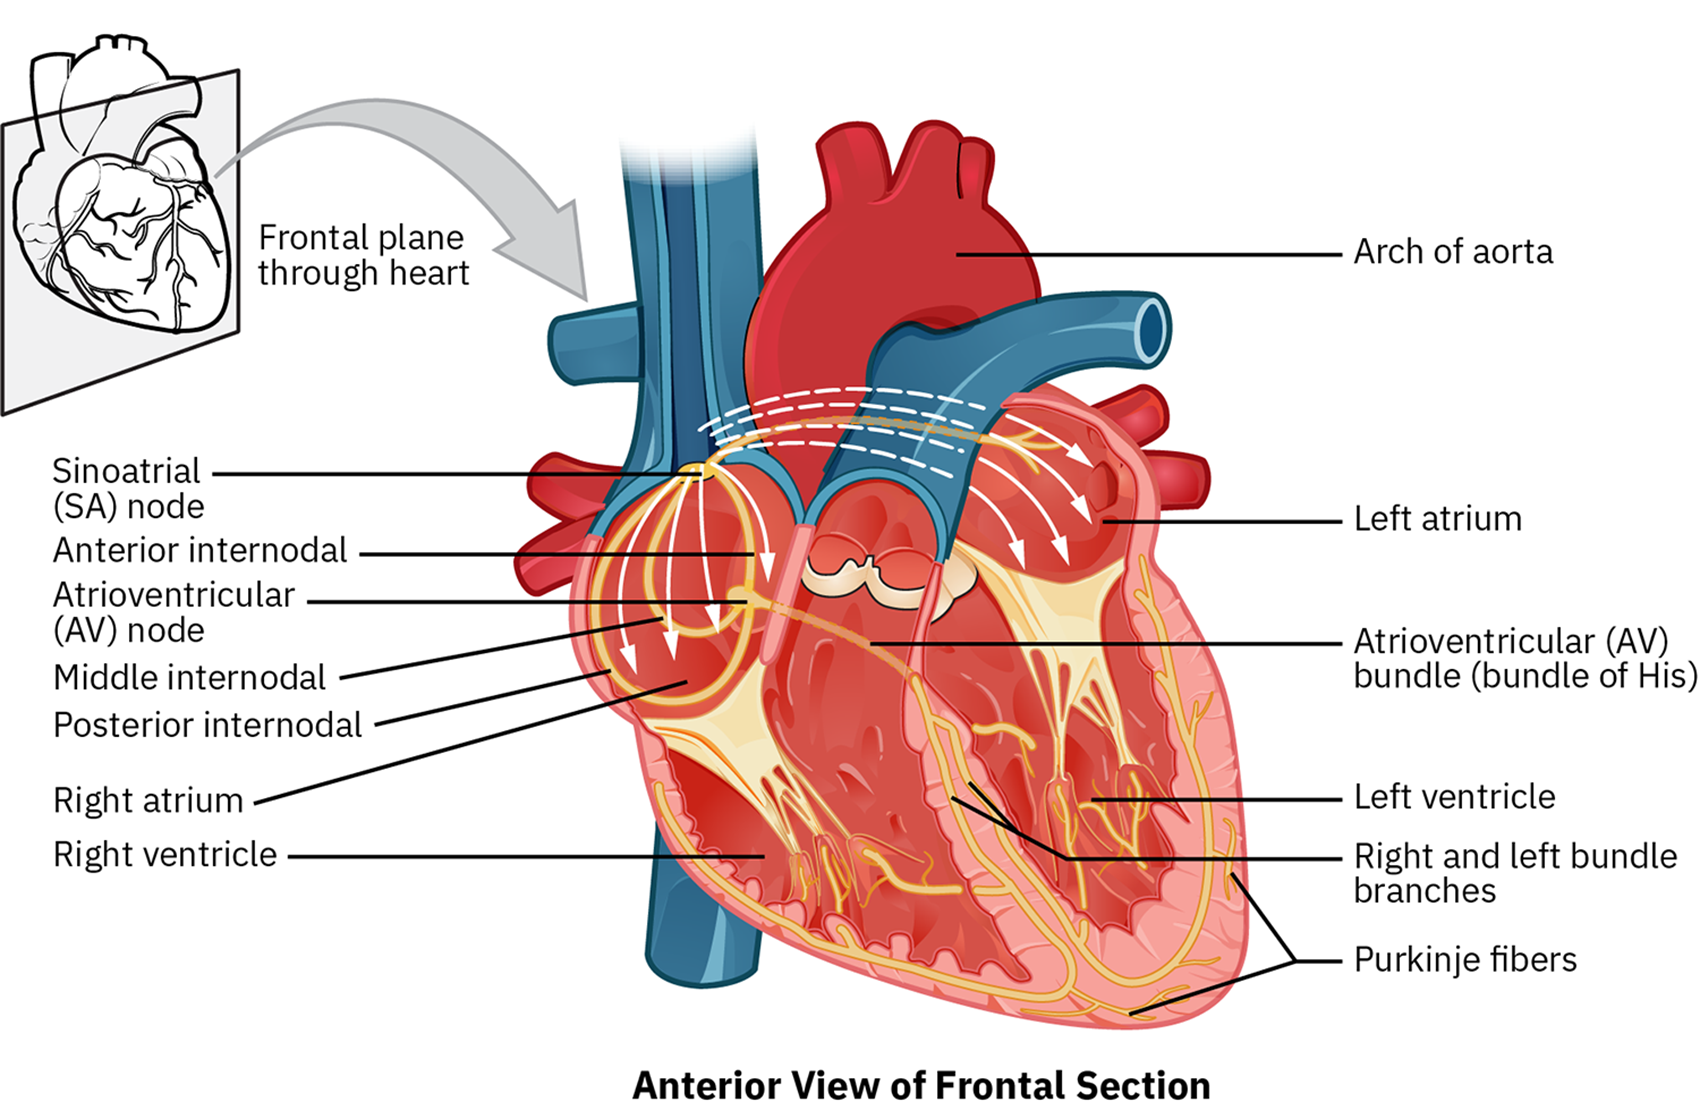 Frontal plane
through heart
Sinoatrial
(SA) node
Anterior internodal
Atrioventricular
(AV) node
Middle internodal
Posterior internodal
Right atrium
Right ventricle
Arch of aorta
Left atrium
Atrioventricular (AV)
bundle (bundle of His)
Left ventricle
Right and left bundle
branches
Purkinje fibers
Anterior View of Frontal Section